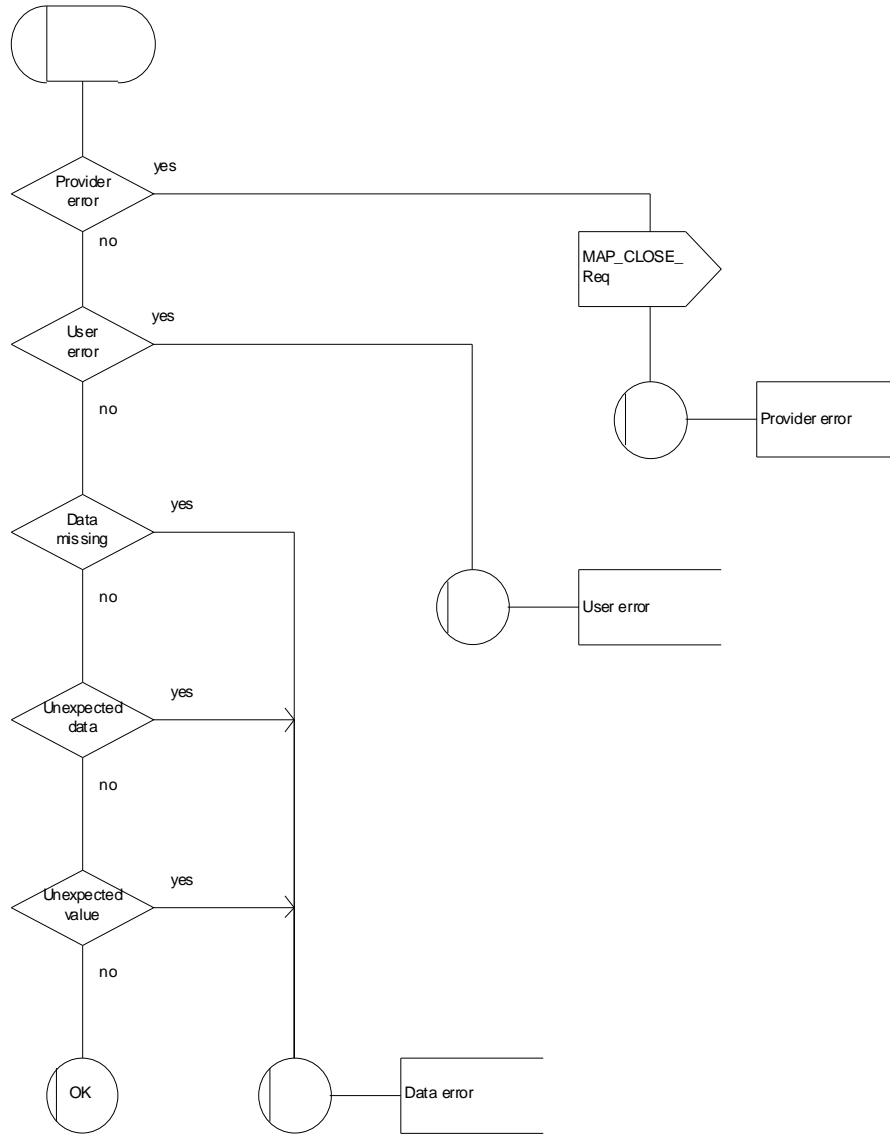 yes
Provider
error
no
MAP_CLOSE_
Req
yes
User
error
no
Provider error
yes
Data
missing
no
User error
yes
Unexpected
data
no
yes
Unexpected
value
no
OK
Data error